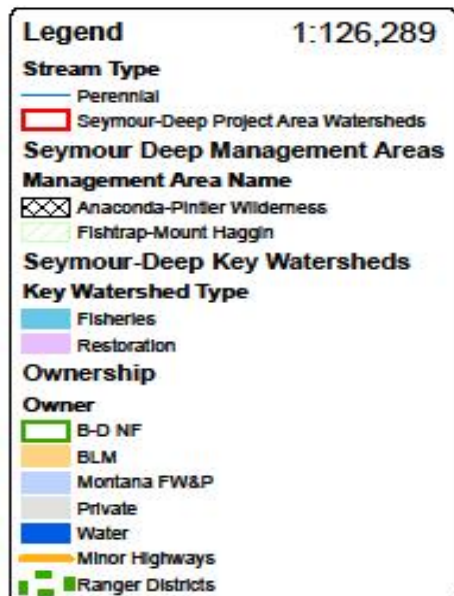 Legend 1:126,289
Stream Type
Perennial
Seymour-Deep Project Area Watersheds
Seymour Deep Management Areas
Management Area Name
Anaconda-Pintler Wilderness
Fishtrap-Mount Haggin
Seymour-Deep Key Watersheds
Key Watershed Type
Fisheries
Restoration
Ownership
Owner
B-D NF
BLM
Montana FW&P
Private
Water
Minor Highways
Ranger Districts